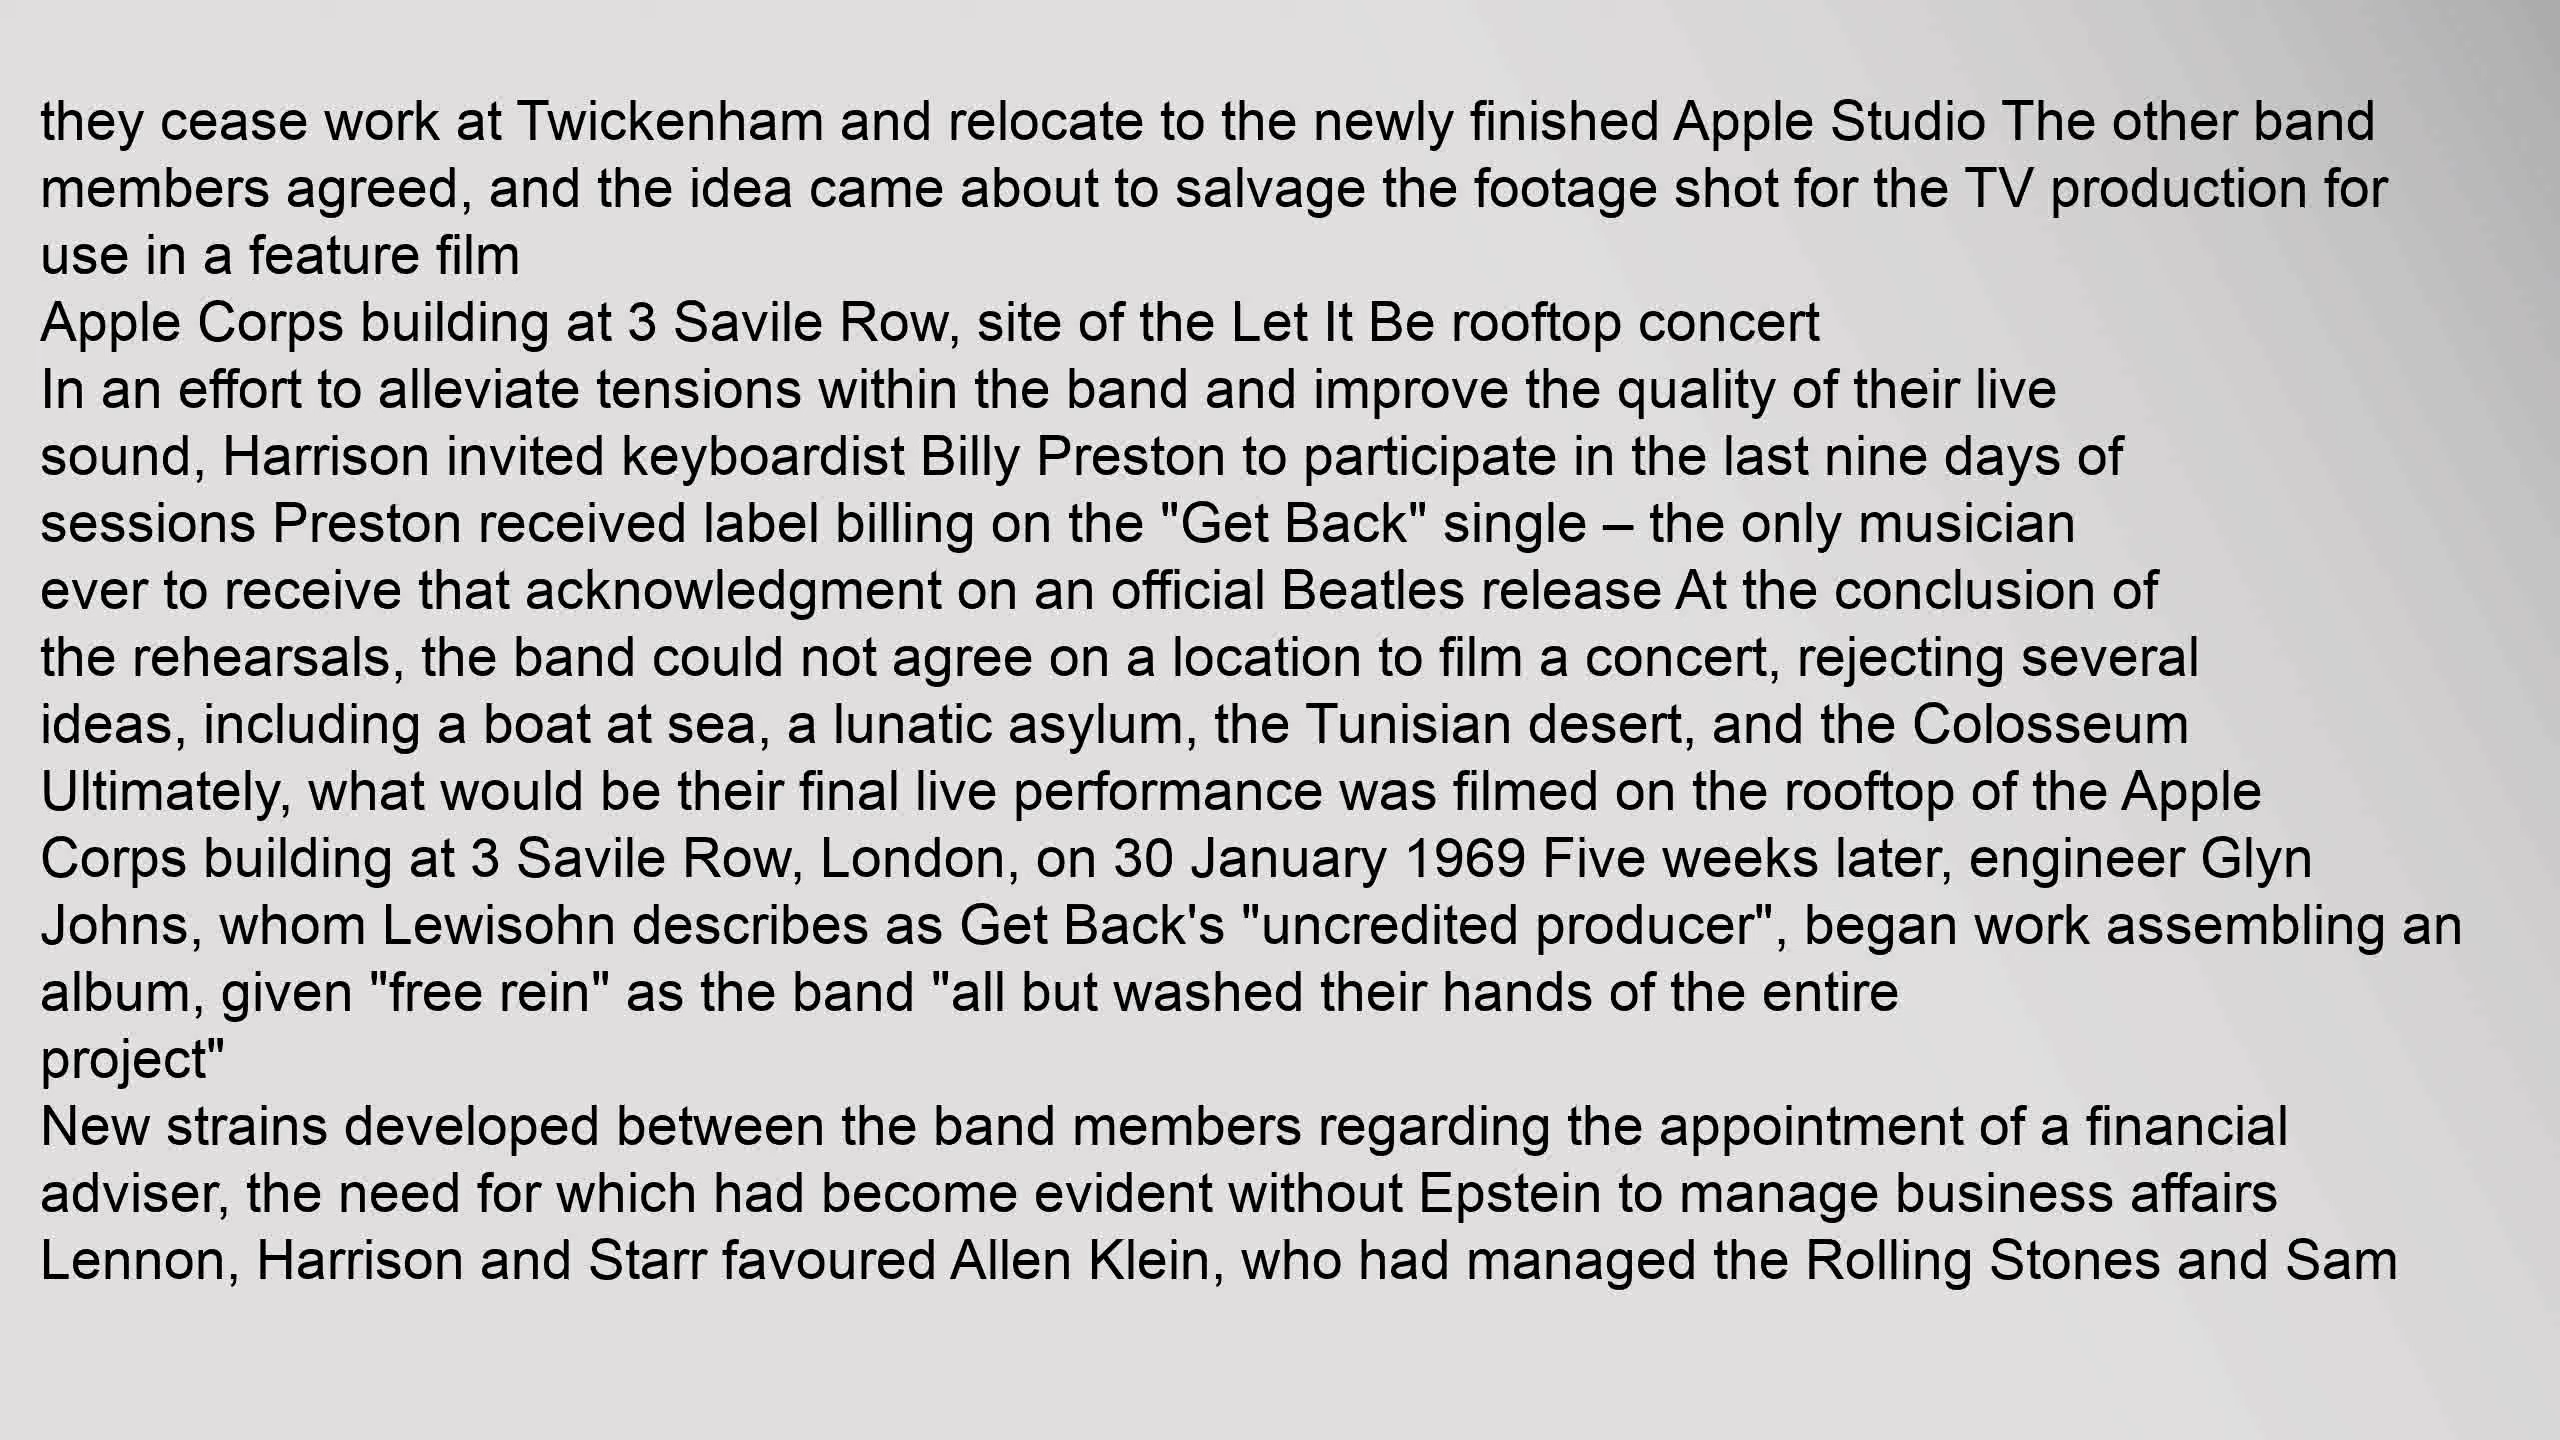 they cease work at Twickenham and relocate to the newly finished Apple Studio The other band
members agreed, and the idea came about to salvage the footage shot for the TV production for
use in a feature film
Apple Corps building at 3 Savile Row, site of the Let It Be rooftop concert
In an effort to alleviate tensions within the band and improve the quality of their live
sound, Harrison invited keyboardist Billy Preston to participate in the last nine days of
sessions Preston received label billing on the "Get Back" single – the only musician
ever to receive that acknowledgment on an official Beatles release At the conclusion of
the rehearsals, the band could not agree on a location to film a concert, rejecting several
ideas, including a boat at sea, a lunatic asylum, the Tunisian desert, and the Colosseum
Ultimately, what would be their final live performance was filmed on the rooftop of the Apple
Corps building at 3 Savile Row, London, on 30 January 1969 Five weeks later, engineer Glyn
Johns, whom Lewisohn describes as Get Back's "uncredited producer", began work assembling an
album, given "free rein" as the band "all but washed their hands of the entire
project"
New strains developed between the band members regarding the appointment of a financial
adviser, the need for which had become evident without Epstein to manage business affairs
Lennon, Harrison and Starr favoured Allen Klein, who had managed the Rolling Stones and Sam